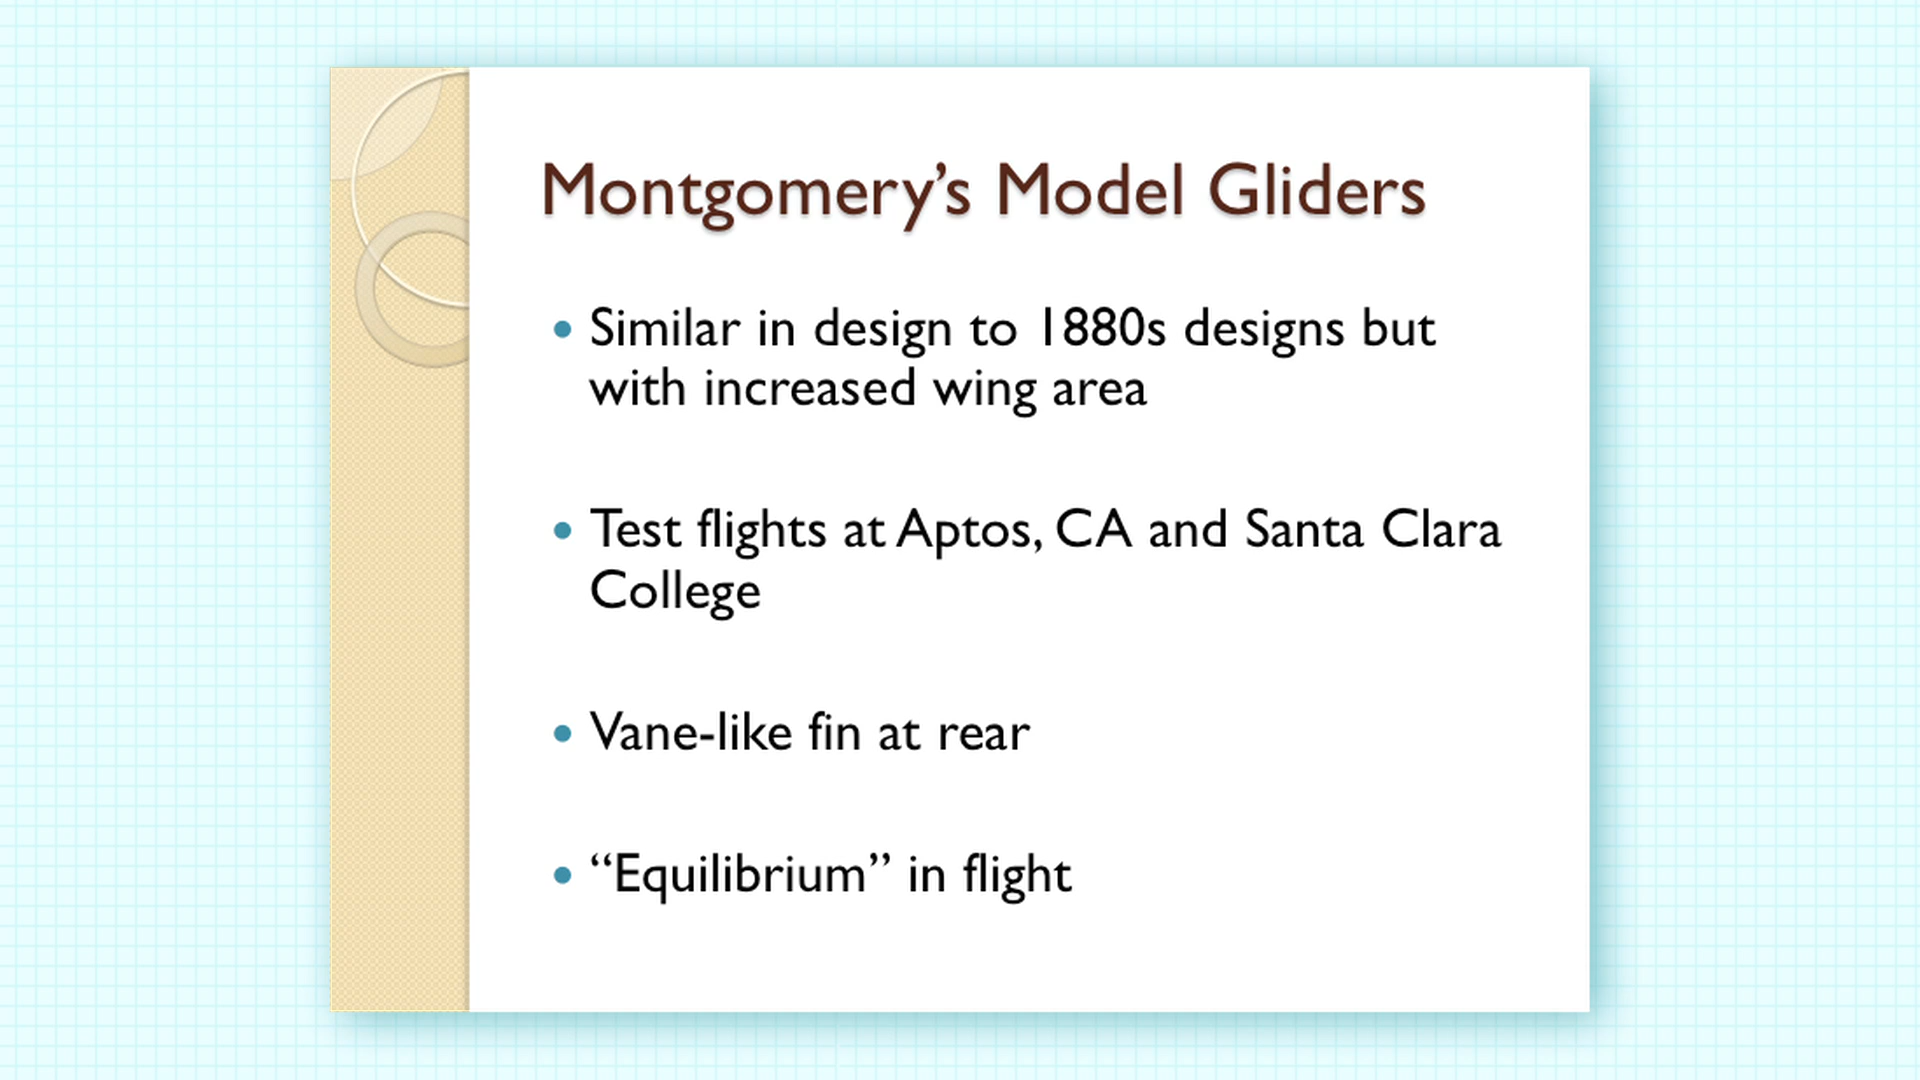 Montgomery’s Model Gliders
• Similar in design to 1880s designs but
with increased wing area
• Test flights at Aptos, CA and Santa Clara
College
• Vane-like fin at rear
• “Equilibrium” in flight